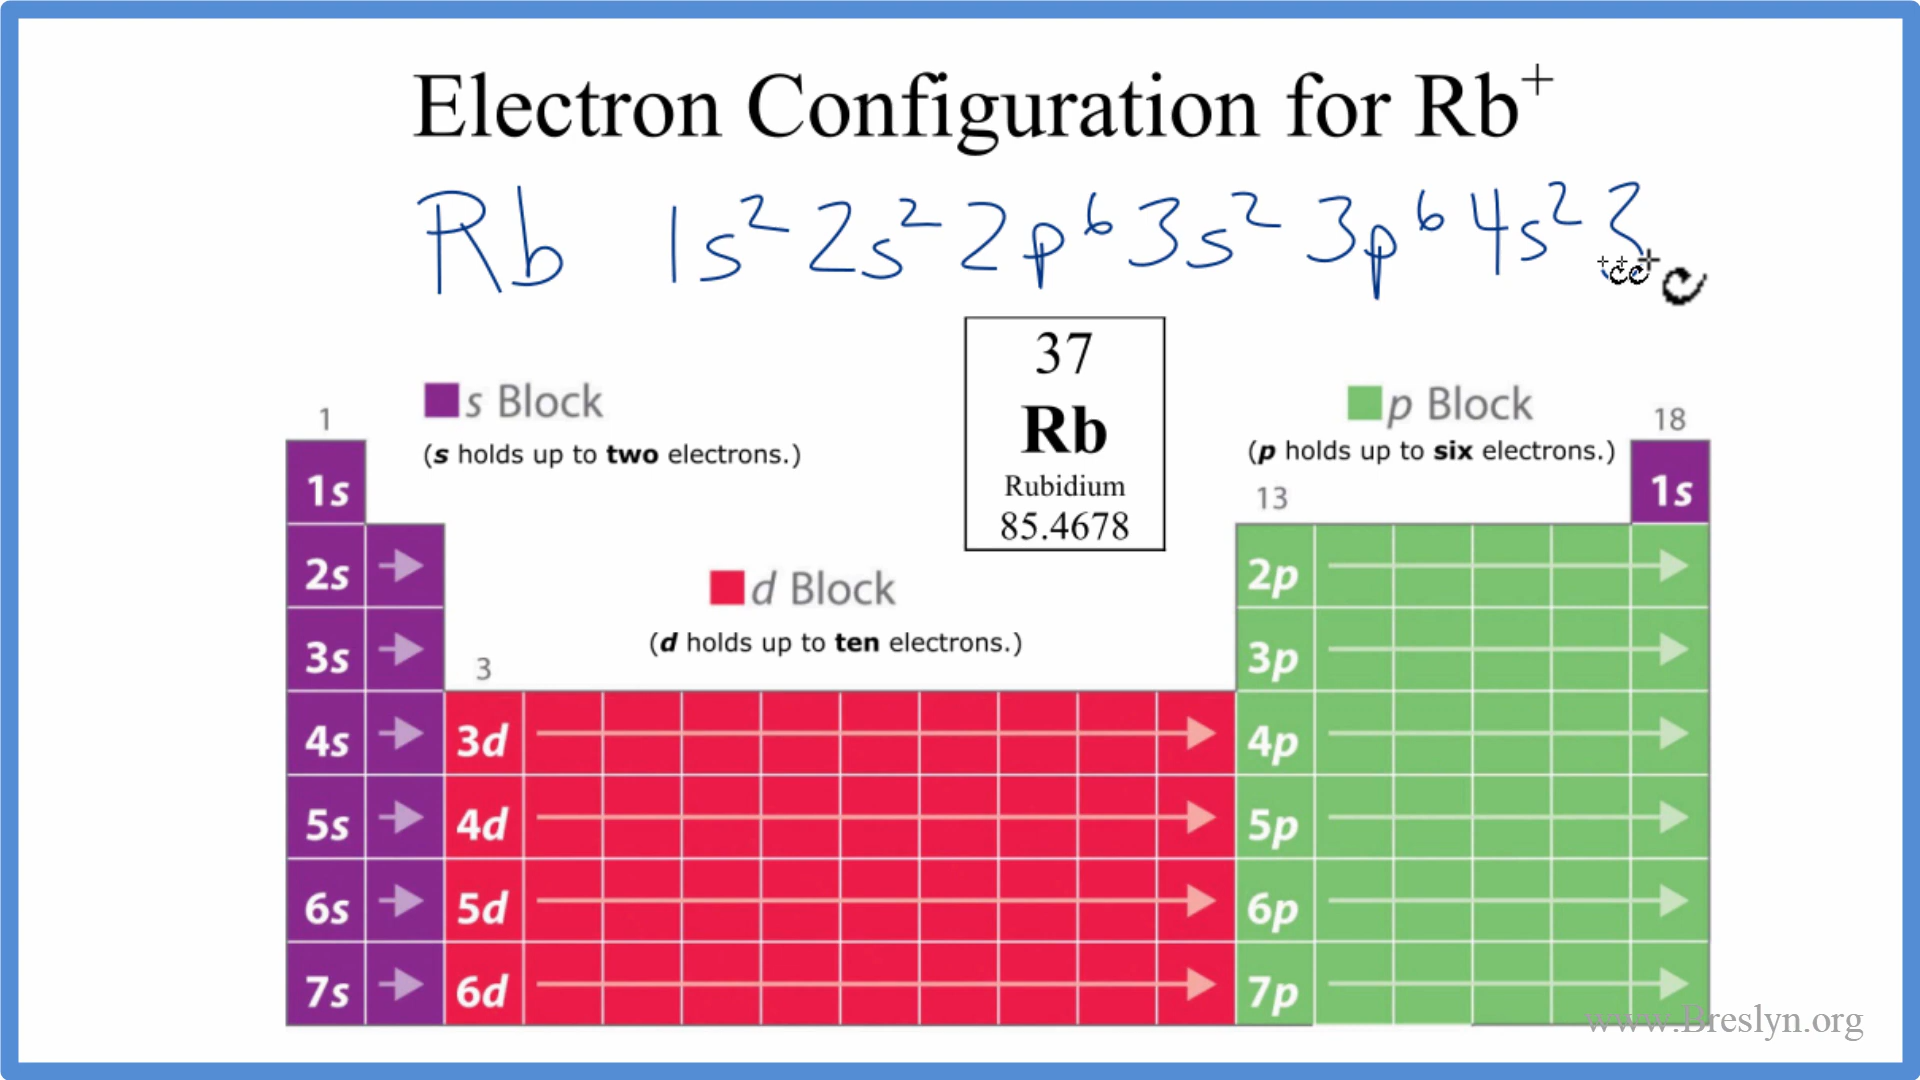 Electron Configuration for Rb⁺
Rb 1s² 2s² 2p⁶ 3s² 3p⁶ 4s² 3
37
Rb
Rubidium
85.4678
s Block
(s holds up to two electrons.)
p Block
(p holds up to six electrons.)
d Block
(d holds up to ten electrons.)
1 18
13
3
1s 1s
2s 2p
3s 3p
4s 3d 4p
5s 4d 5p
6s 5d 6p
7s 6d 7p
www.Breslyn.org